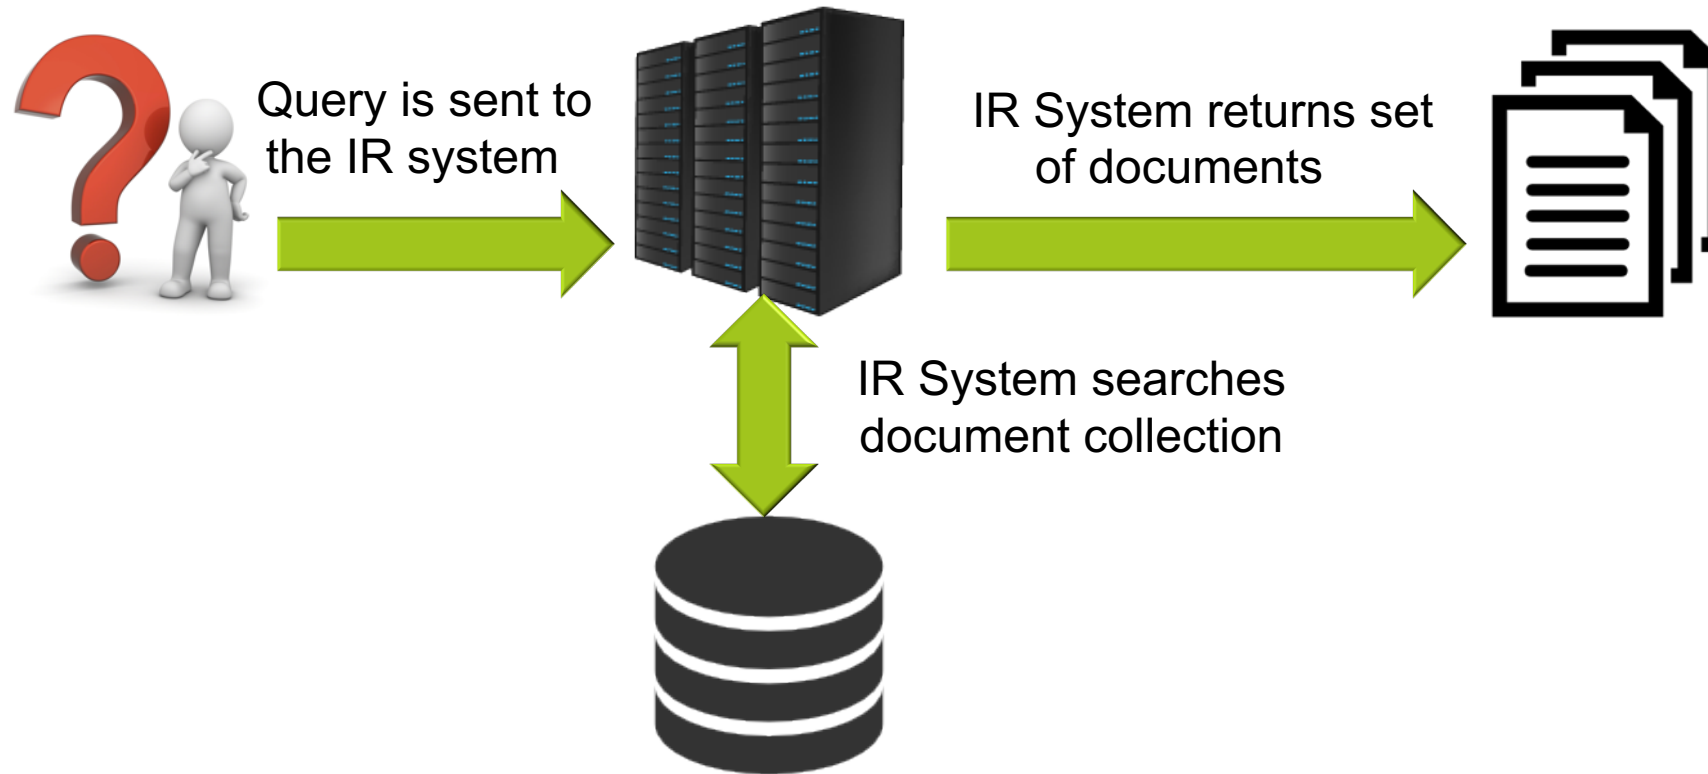 Query is sent to
the IR system
IR System returns set
of documents
IR System searches
document collection